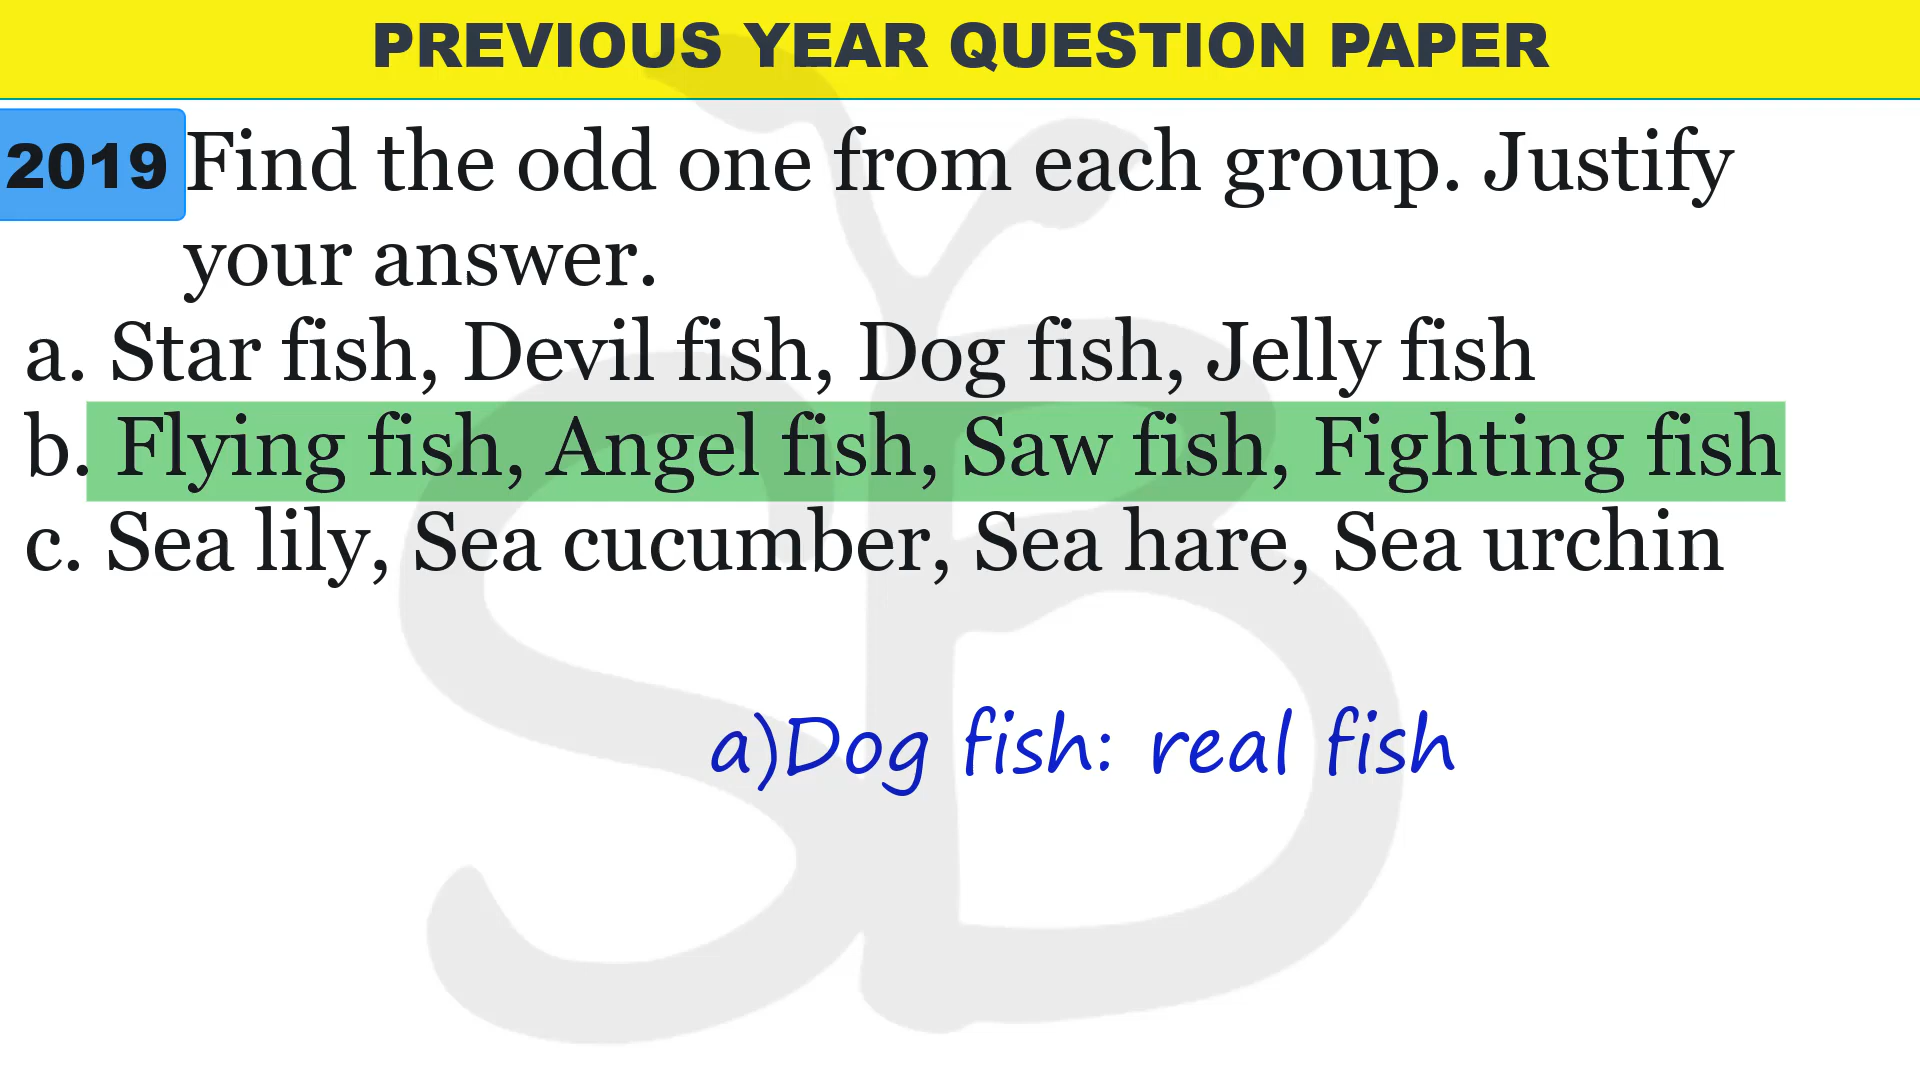 PREVIOUS YEAR QUESTION PAPER
2019 Find the odd one from each group. Justify
your answer.
a. Star fish, Devil fish, Dog fish, Jelly fish
b. Flying fish, Angel fish, Saw fish, Fighting fish
c. Sea lily, Sea cucumber, Sea hare, Sea urchin
a)Dog fish: real fish